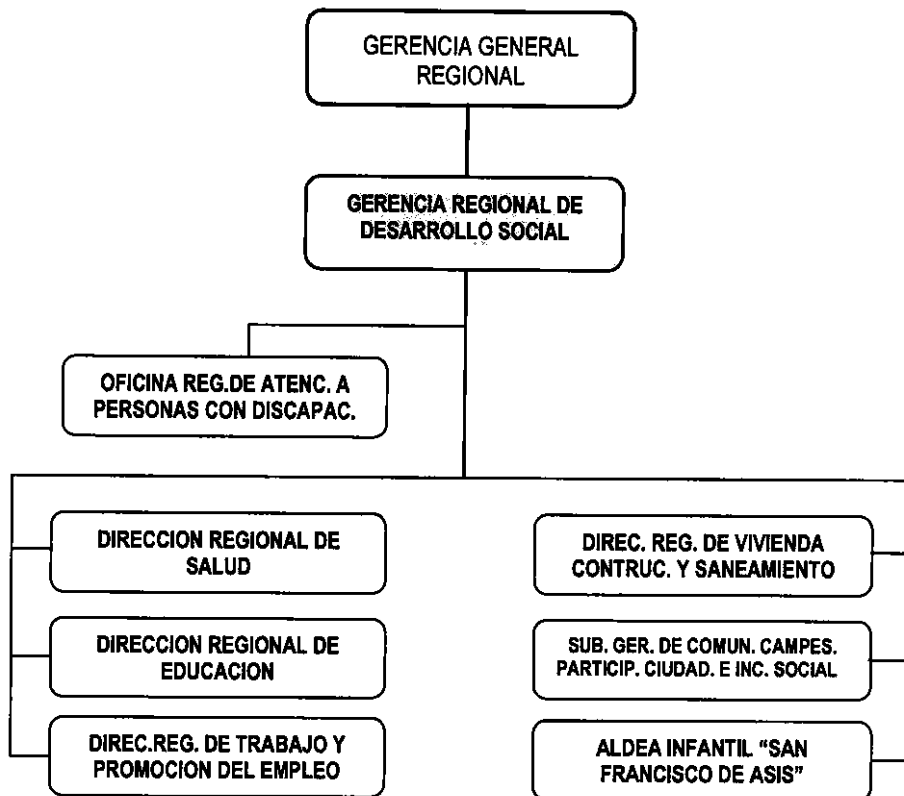 GERENCIA GENERAL
REGIONAL
GERENCIA REGIONAL DE
DESARROLLO SOCIAL
OFICINA REG.DE ATENC. A
PERSONAS CON DISCAPAC.
DIRECCION REGIONAL DE
SALUD
DIRECCION REGIONAL DE
EDUCACION
DIREC.REG. DE TRABAJO Y
PROMOCION DEL EMPLEO
DIREC. REG. DE VIVIENDA
CONTRUC. Y SANEAMIENTO
SUB. GER. DE COMUN. CAMPES.
PARTICIP. CIUDAD. E INC. SOCIAL
ALDEA INFANTIL "SAN
FRANCISCO DE ASIS"